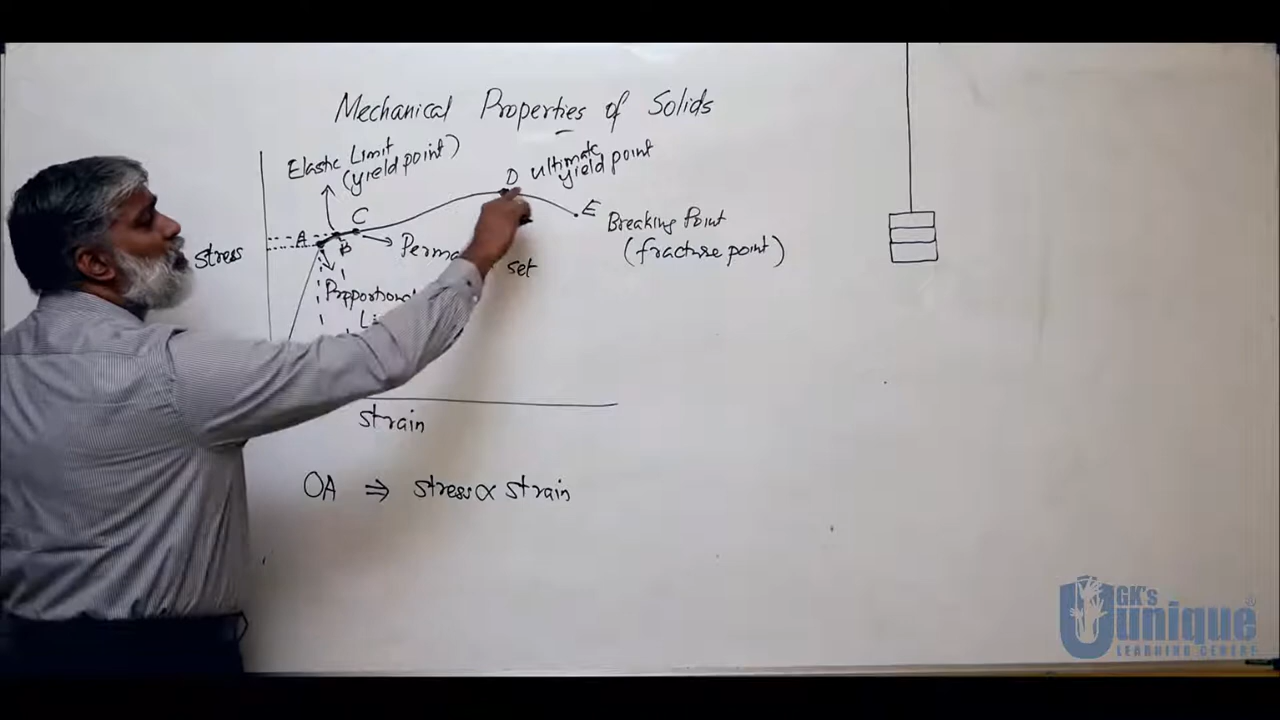 Mechanical Properties of Solids
Elastic Limit
(yield point)
D ultimate
yield point
C
E
A
B
Breaking Point
(fracture point)
stress
set
strain
OA ⇒ stress ∝ strain
GK's
unique®
LEARNING CENTRE